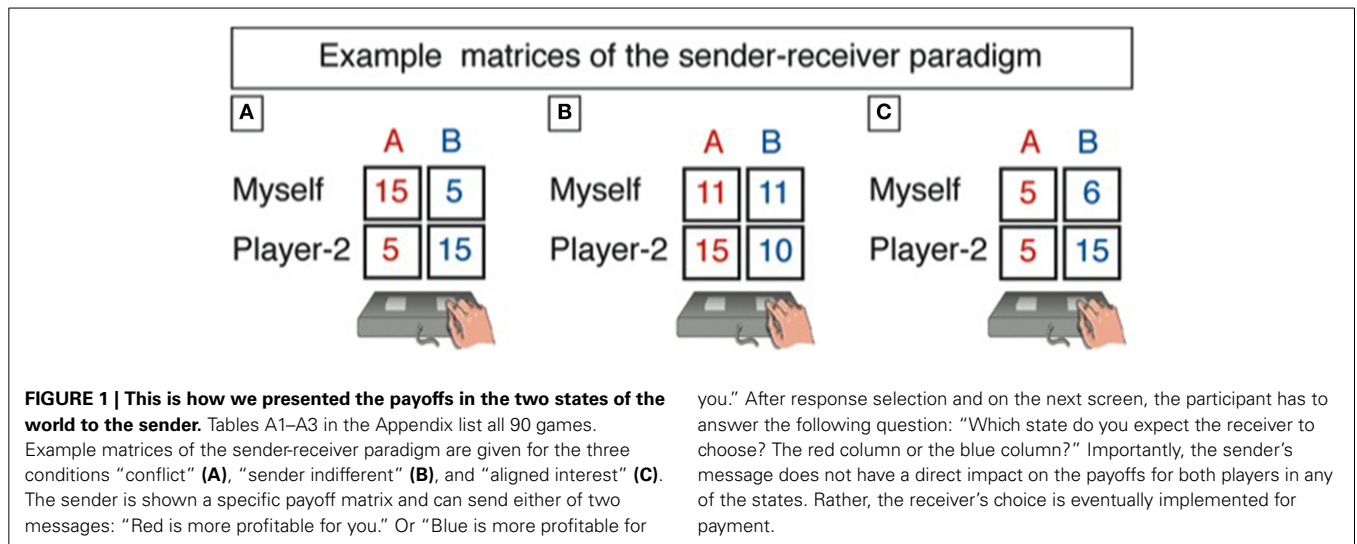 Example matrices of the sender-receiver paradigm
A B C
A B A B A B
Myself 15 5 Myself 11 11 Myself 5 6
Player-2 5 15 Player-2 15 10 Player-2 5 15
FIGURE 1 | This is how we presented the payoffs in the two states of the
world to the sender. Tables A1–A3 in the Appendix list all 90 games.
Example matrices of the sender-receiver paradigm are given for the three
conditions “conflict” (A), “sender indifferent” (B), and “aligned interest” (C).
The sender is shown a specific payoff matrix and can send either of two
messages: “Red is more profitable for you.” Or “Blue is more profitable for
you.” After response selection and on the next screen, the participant has to
answer the following question: “Which state do you expect the receiver to
choose? The red column or the blue column?” Importantly, the sender’s
message does not have a direct impact on the payoffs for both players in any
of the states. Rather, the receiver’s choice is eventually implemented for
payment.